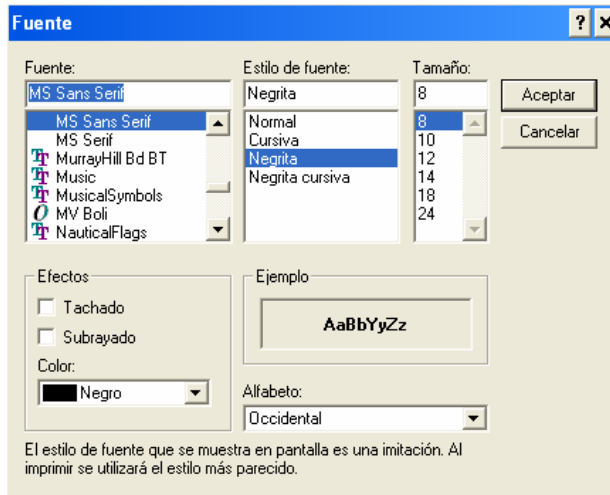 Fuente
Fuente:
MS Sans Serif
MS Sans Serif
MS Serif
MurrayHill Bd BT
Music
MusicalSymbols
MV Boli
NauticalFlags
Estilo de fuente:
Negrita
Normal
Cursiva
Negrita
Negrita cursiva
Tamaño:
8
8
10
12
14
18
24
Aceptar
Cancelar
Efectos
Tachado
Subrayado
Color:
Negro
Ejemplo
AaBbYyZz
Alfabeto:
Occidental
El estilo de fuente que se muestra en pantalla es una imitación. Al
imprimir se utilizará el estilo más parecido.